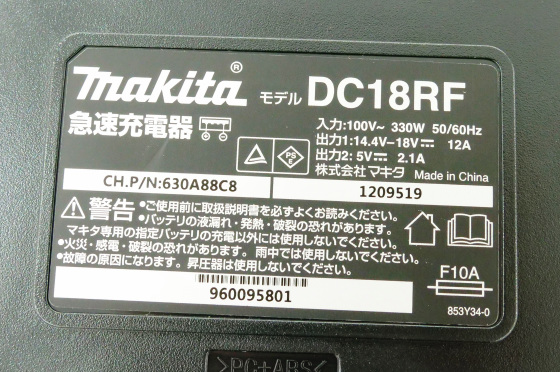 makita® モデル DC18RF
急速充電器
入力:100V~ 330W 50/60Hz
出力1:14.4V-18V⎓ 12A
出力2: 5V⎓ 2.1A
株式会社マキタ Made in China
PSE
CH.P/N:630A88C8
1209519
⚠警告
•ご使用前に取扱説明書を必ずよくお読みください。
•バッテリの液漏れ・発熱・破裂の恐れがあります。
マキタ専用の指定バッテリの充電以外には使用しないでください。
•火災・感電・破裂の恐れがあります。雨中では使用しないでください。
•故障の原因になります。昇圧器は使用しないでください。
F10A
960095801
853Y34-0
>PC+ABS<